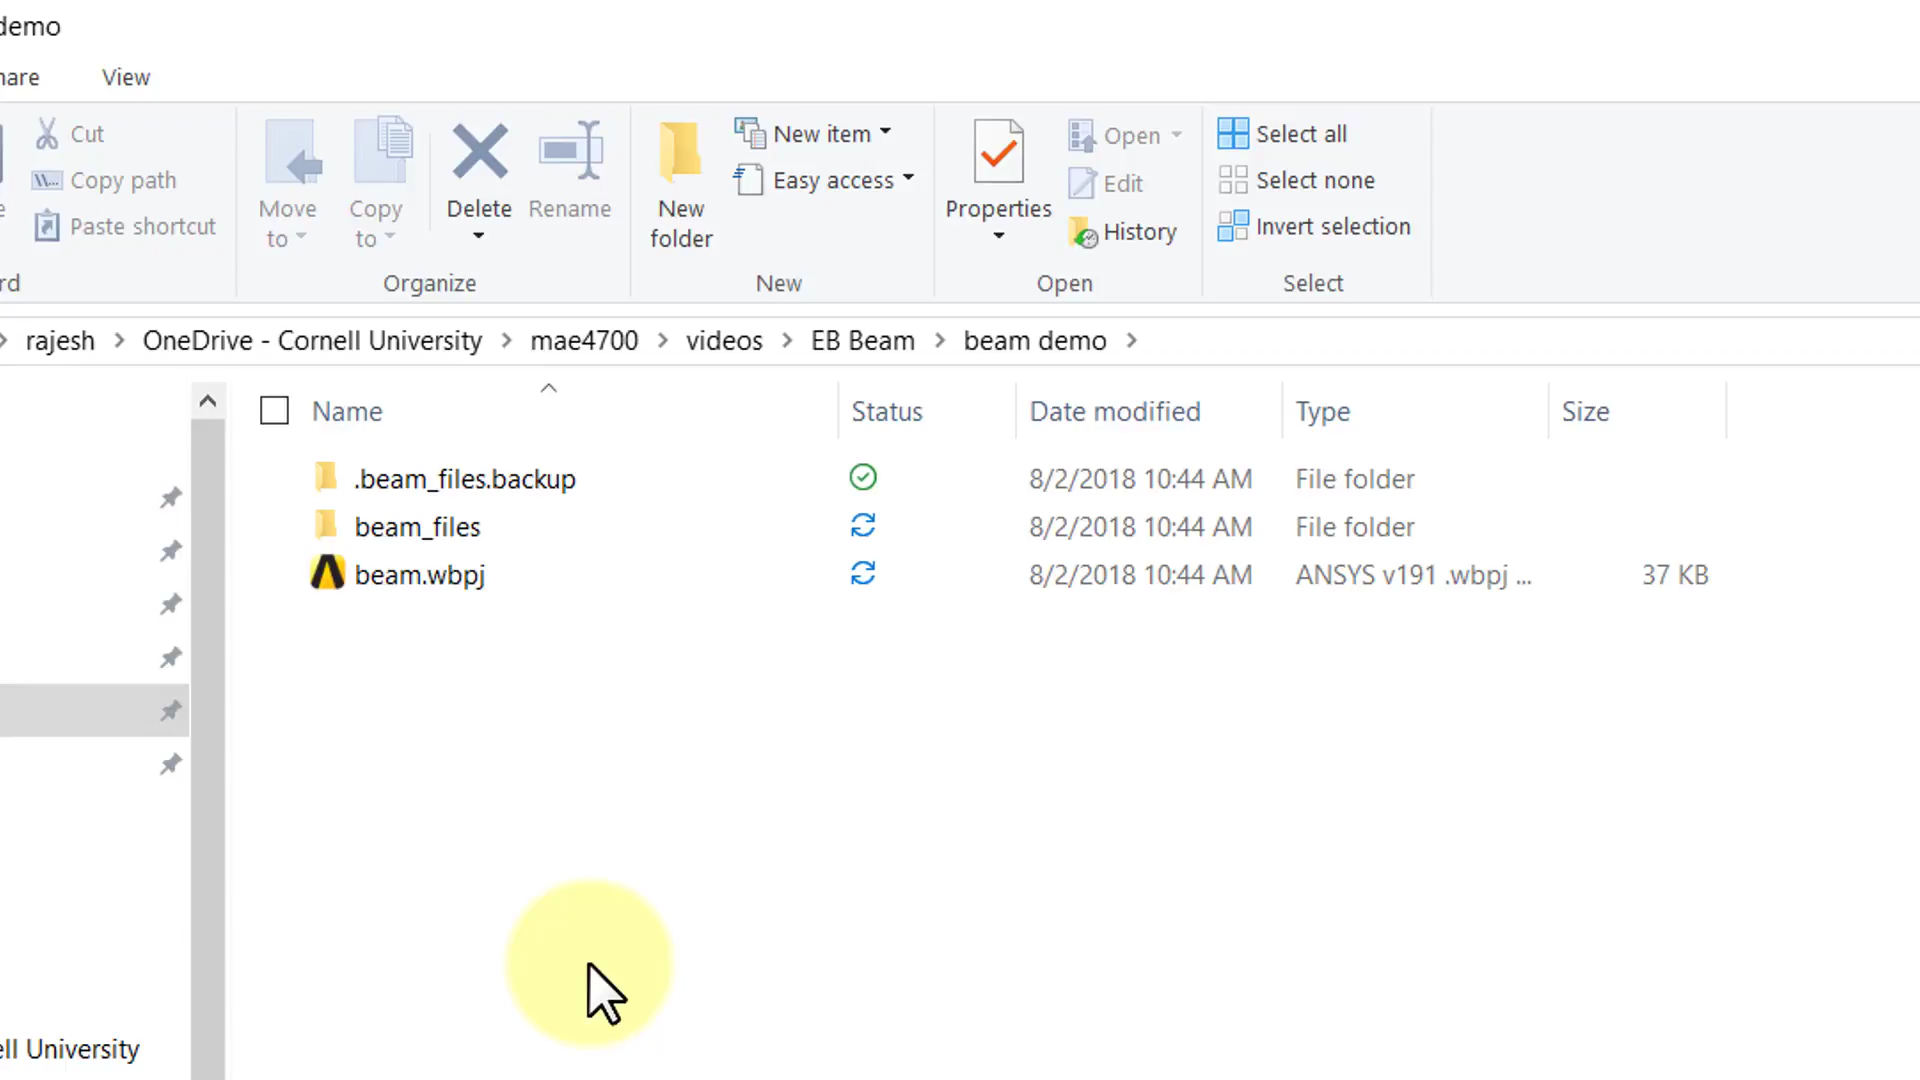 demo
hare
View
Cut
Copy path
Paste shortcut
rd
Move to
Copy to
Delete
Rename
Organize
New folder
New item
Easy access
New
Properties
Open
Edit
History
Open
Select all
Select none
Invert selection
Select
rajesh > OneDrive - Cornell University > mae4700 > videos > EB Beam > beam demo >
Name Status Date modified Type Size
.beam_files.backup 8/2/2018 10:44 AM File folder
beam_files 8/2/2018 10:44 AM File folder
beam.wbpj 8/2/2018 10:44 AM ANSYS v191 .wbpj ... 37 KB
ell University